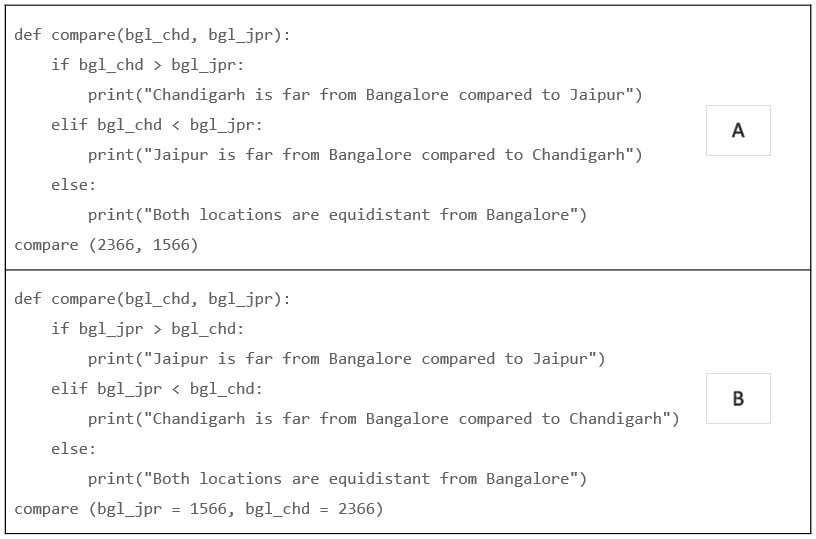 def compare(bgl_chd, bgl_jpr):
    if bgl_chd > bgl_jpr:
        print("Chandigarh is far from Bangalore compared to Jaipur")
    elif bgl_chd < bgl_jpr:
A
        print("Jaipur is far from Bangalore compared to Chandigarh")
    else:
        print("Both locations are equidistant from Bangalore")
compare (2366, 1566)
def compare(bgl_chd, bgl_jpr):
    if bgl_jpr > bgl_chd:
        print("Jaipur is far from Bangalore compared to Jaipur")
    elif bgl_jpr < bgl_chd:
B
        print("Chandigarh is far from Bangalore compared to Chandigarh")
    else:
        print("Both locations are equidistant from Bangalore")
compare (bgl_jpr = 1566, bgl_chd = 2366)